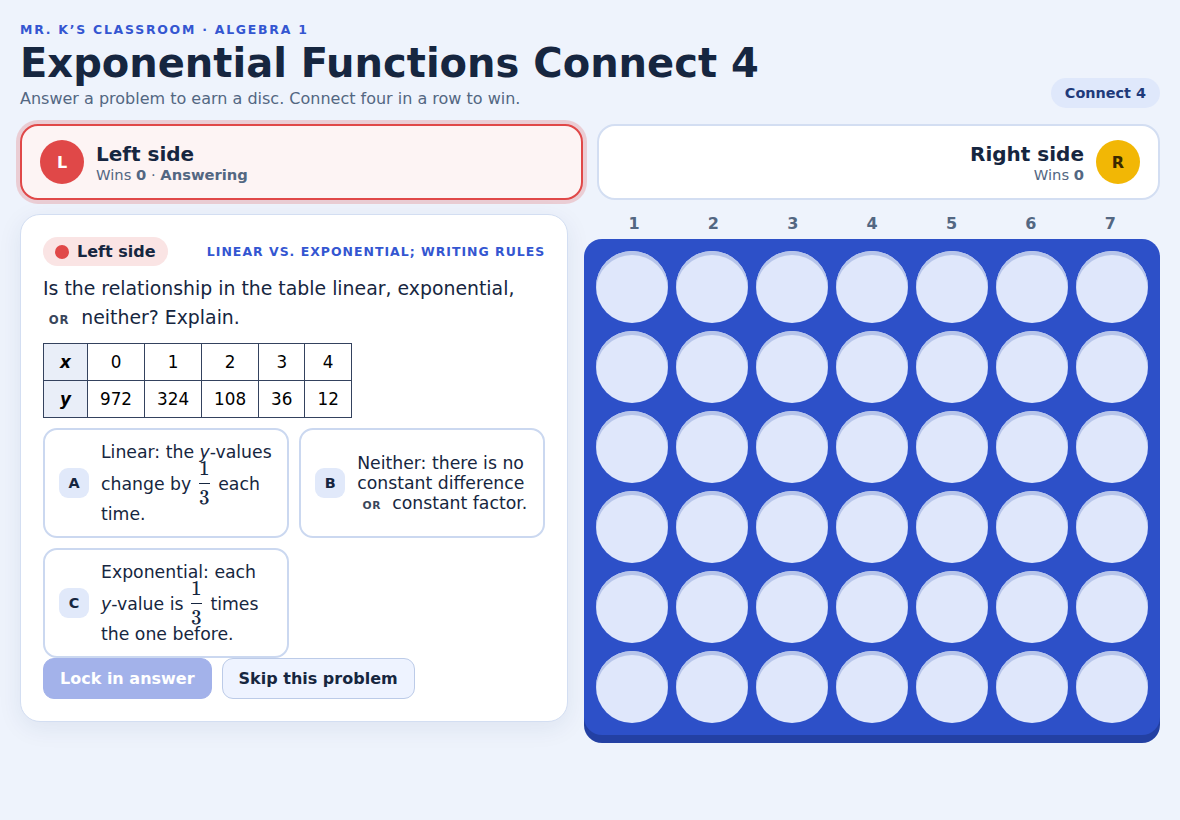 MR. K'S CLASSROOM · ALGEBRA 1
Exponential Functions Connect 4
Answer a problem to earn a disc. Connect four in a row to win.
Connect 4
L
Left side
Wins 0 · Answering
Right side
Wins 0
R
Left side
LINEAR VS. EXPONENTIAL; WRITING RULES
Is the relationship in the table linear, exponential,
OR neither? Explain.
x 0 1 2 3 4
y 972 324 108 36 12
A
Linear: the y-values
change by 1/3 each
time.
B
Neither: there is no
constant difference
OR constant factor.
C
Exponential: each
y-value is 1/3 times
the one before.
Lock in answer
Skip this problem
1 2 3 4 5 6 7